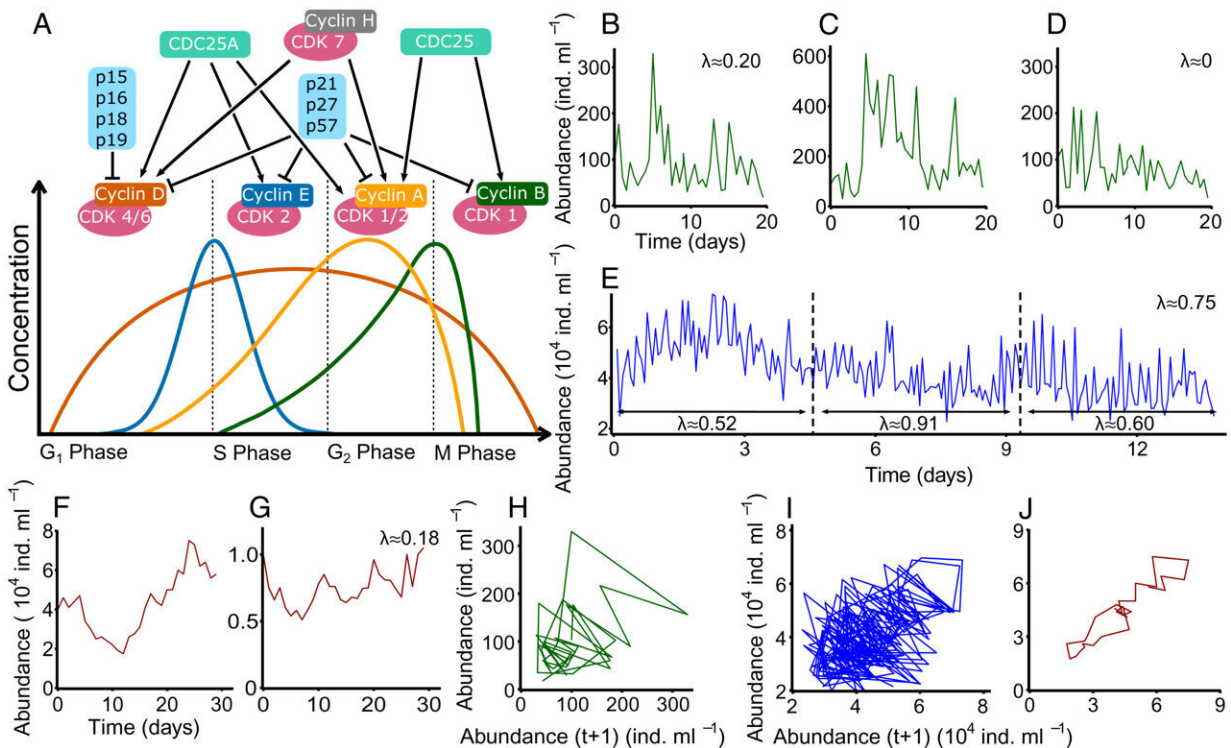 A
Cyclin H
CDK 7
CDC25A
CDC25
p15
p16
p18
p19
p21
p27
p57
Cyclin D
CDK 4/6
Cyclin E
CDK 2
Cyclin A
CDK 1/2
Cyclin B
CDK 1
Concentration
G1 Phase
S Phase
G2 Phase
M Phase
B
λ≈0.20
Abundance (ind. ml −1)
300
200
100
0
0
10
20
Time (days)
C
600
400
200
0
0
10
20
D
λ≈0
300
200
100
0
0
10
20
E
λ≈0.75
Abundance (10⁴ ind. ml −1)
6
4
2
λ≈0.52
λ≈0.91
λ≈0.60
0
3
6
9
12
Time (days)
F
Abundance ( 10⁴ ind. ml −1)
8
6
4
2
0
0
10
20
30
Time (days)
G
λ≈0.18
1.0
0.5
0
0
10
20
30
H
Abundance (ind. ml −1)
300
200
100
0
0
100
200
300
Abundance (t+1) (ind. ml −1)
I
Abundance (10⁴ ind. ml −1)
8
6
4
2
2
4
6
8
Abundance (t+1) (10⁴ ind. ml −1)
J
9
6
3
0
0
3
6
9